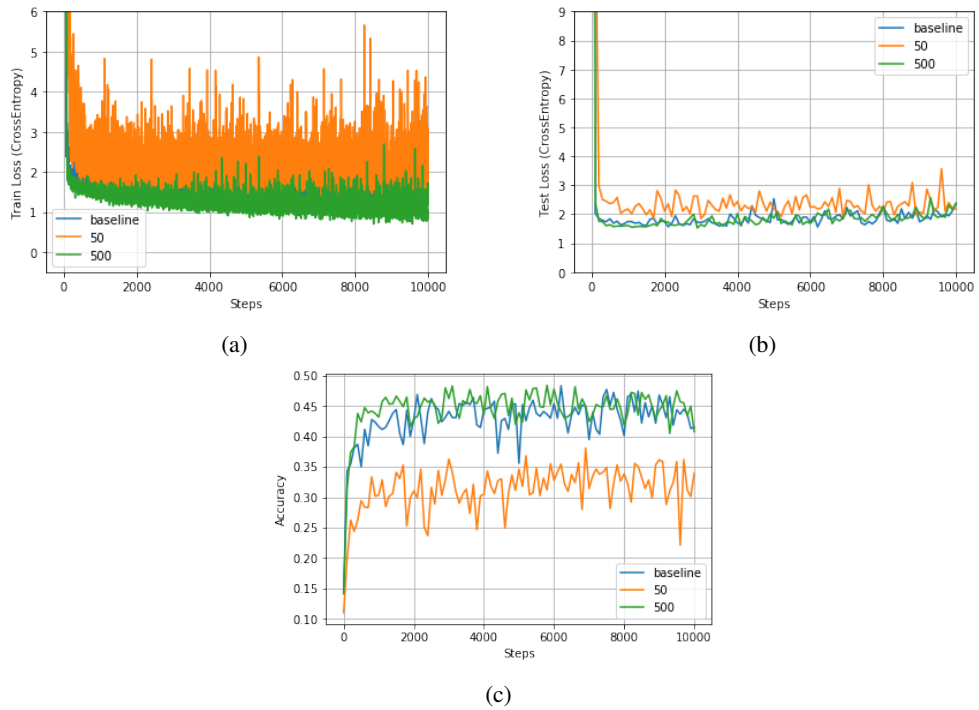 6
5
4
3
2
1
0
Train Loss (CrossEntropy)
baseline
50
500
0 2000 4000 6000 8000 10000
Steps
(a)
9
8
7
6
5
4
3
2
1
0
Test Loss (CrossEntropy)
baseline
50
500
0 2000 4000 6000 8000 10000
Steps
(b)
0.50
0.45
0.40
0.35
0.30
0.25
0.20
0.15
0.10
Accuracy
baseline
50
500
0 2000 4000 6000 8000 10000
Steps
(c)